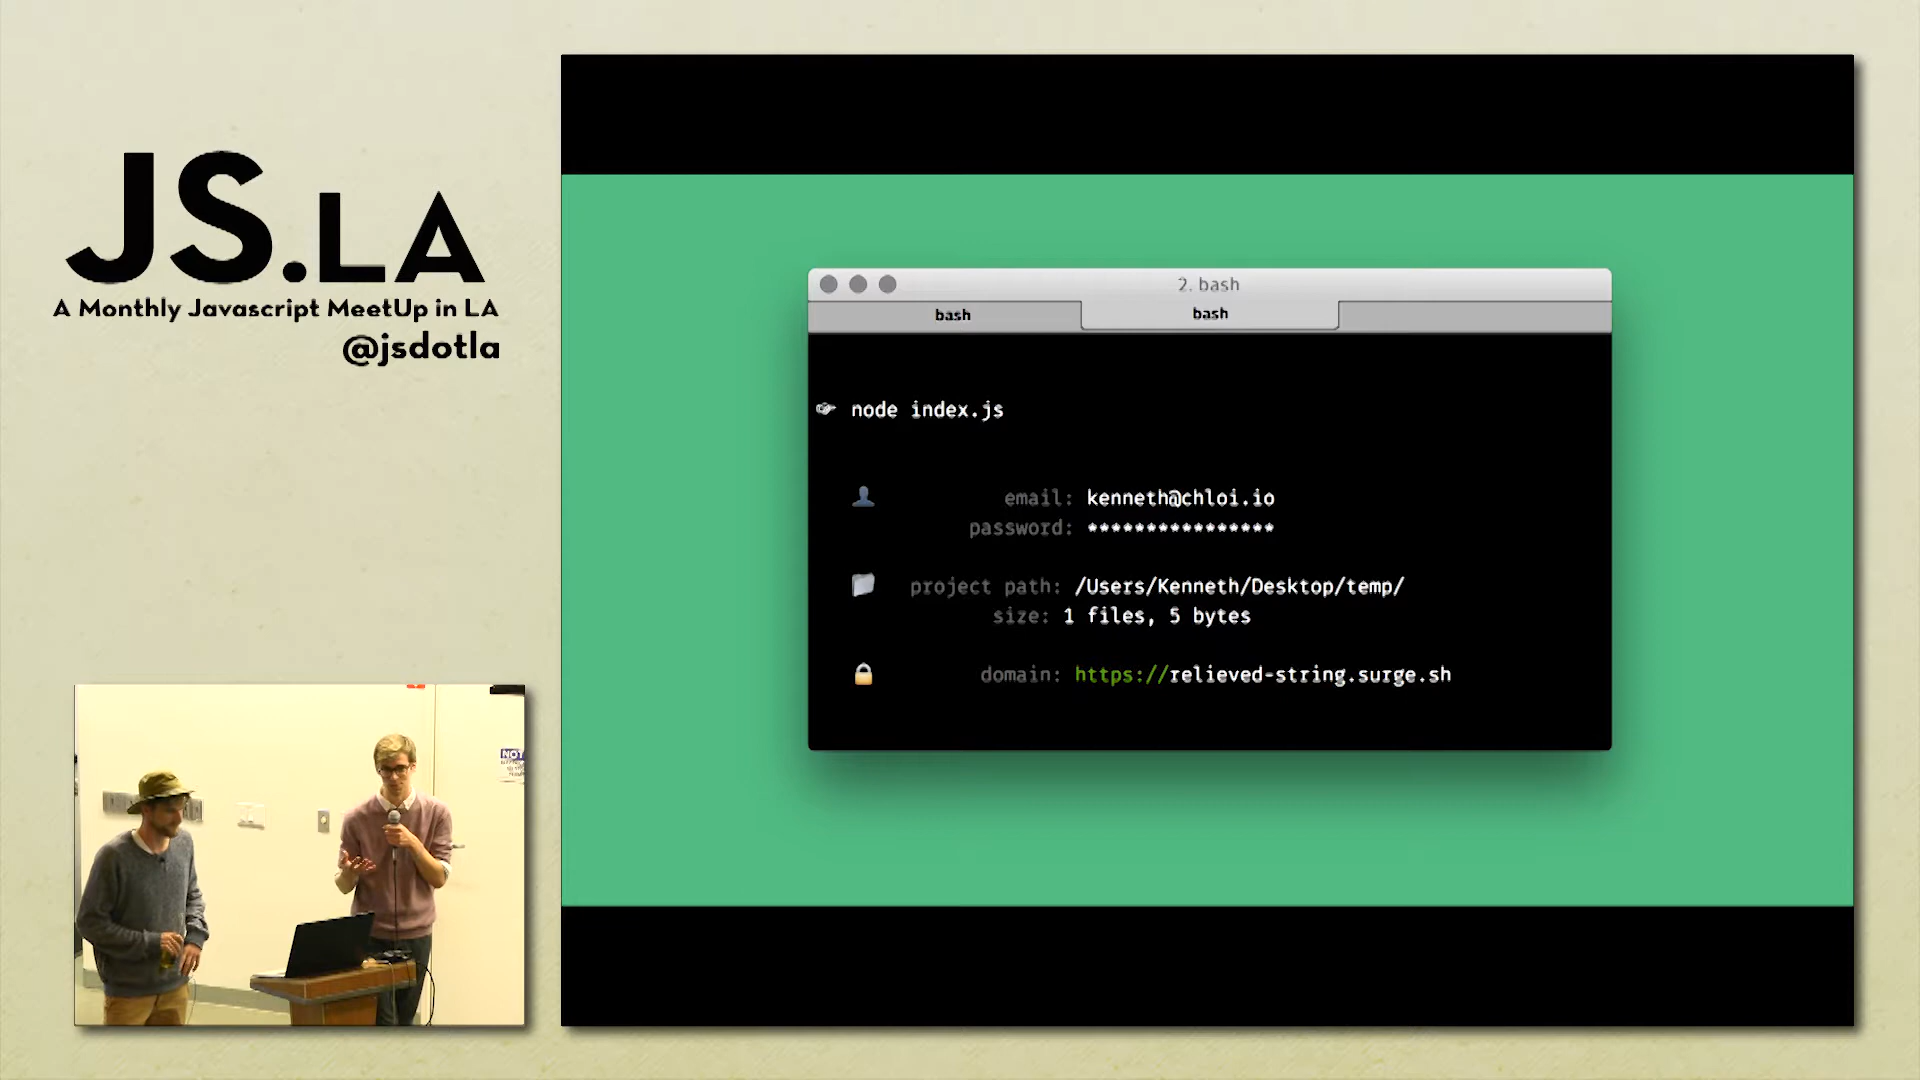 JS.LA
A Monthly Javascript MeetUp in LA
@jsdotla
2. bash
bash
bash
node index.js
email: kenneth@chloi.io
password: ****************
project path: /Users/Kenneth/Desktop/temp/
size: 1 files, 5 bytes
domain: https://relieved-string.surge.sh
NOT